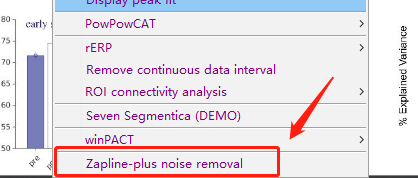 Display peak fit
80
early s
PowPowCAT
75
rERP
70
Remove continuous data interval
65
ROI connectivity analysis
60
Seven Segmentica (DEMO)
55
winPACT
50
Zapline-plus noise removal
pre
% Explained Variance